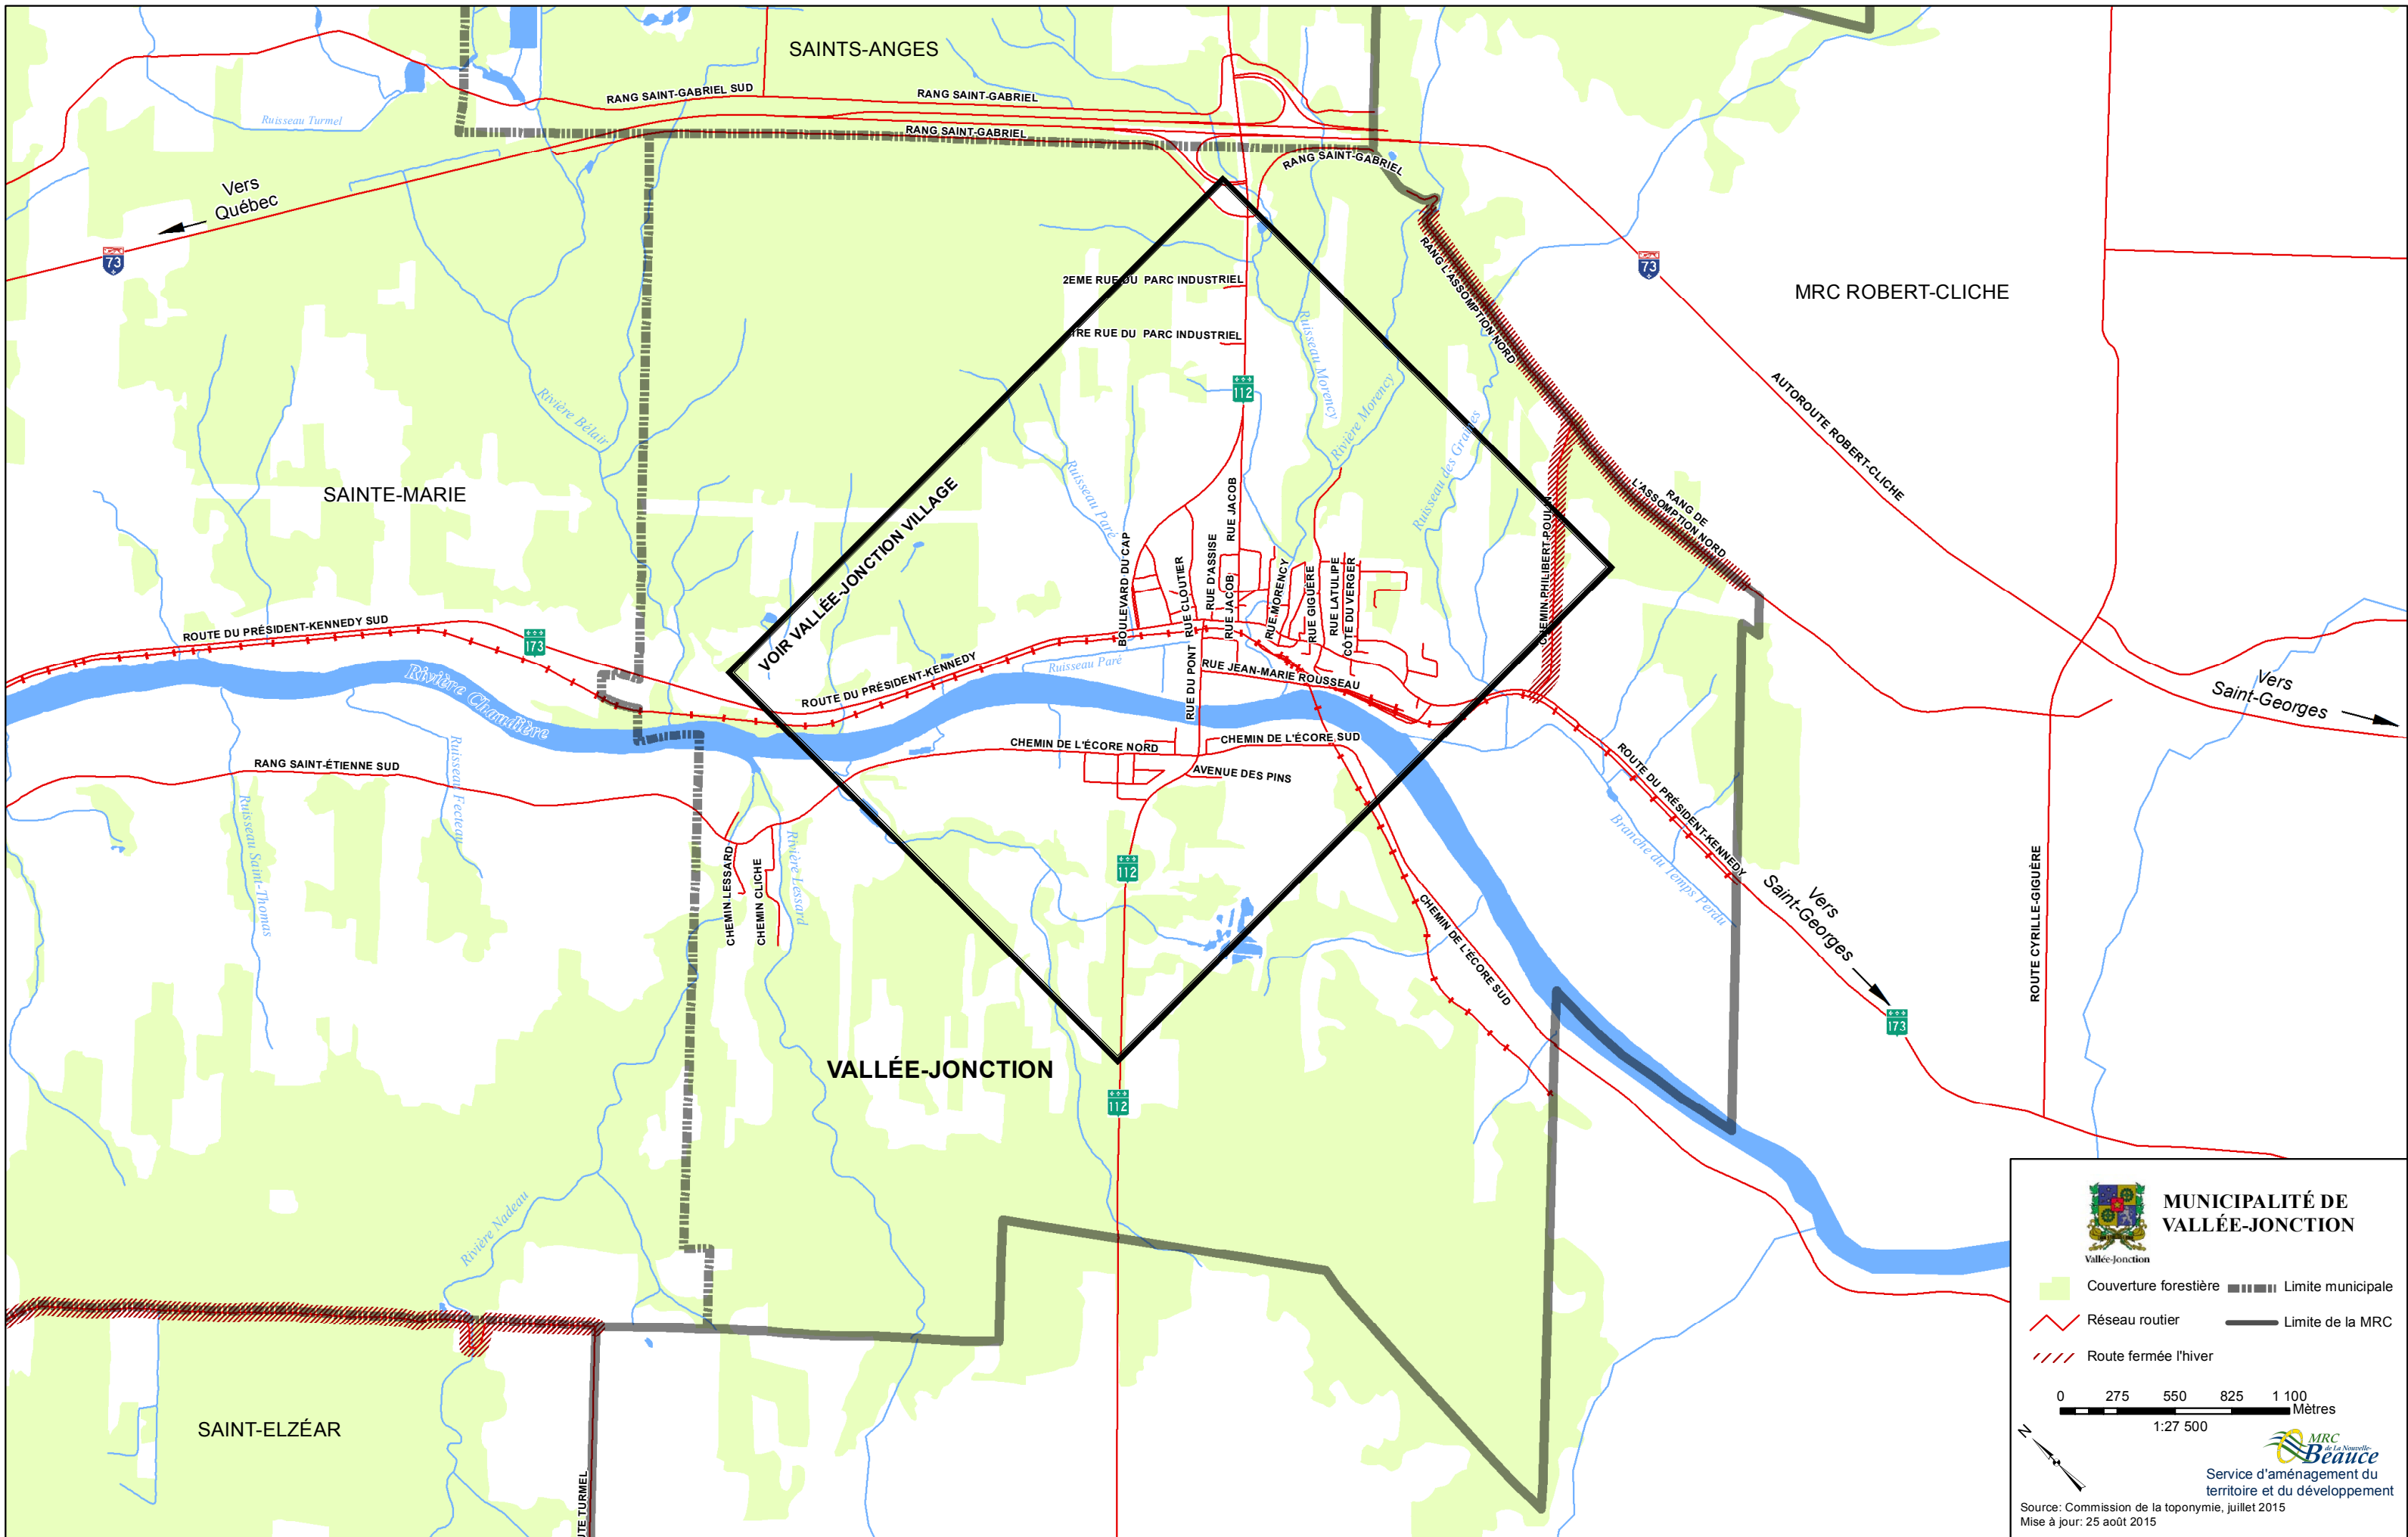 SAINTS-ANGES
RANG SAINT-GABRIEL SUD
RANG SAINT-GABRIEL
RANG SAINT-GABRIEL
RANG SAINT-GABRIEL
Ruisseau Turmel
Vers
Québec
73
73
RANG L'ASSOMPTION NORD
MRC ROBERT-CLICHE
2EME RUE DU PARC INDUSTRIEL
1RE RUE DU PARC INDUSTRIEL
Ruisseau Morency
112
Rivière Morency
AUTOROUTE ROBERT-CLICHE
Rivière Bélair
Ruisseau des Graines
SAINTE-MARIE
Ruisseau Paré
RUE JACOB
RANG DE
L'ASSOMPTION NORD
VOIR VALLÉE-JONCTION VILLAGE
BOULEVARD DU CAP
RUE CLOUTIER
RUE D'ASSISE
RUE JACOB
RUE MORENCY
RUE GIGUÈRE
RUE LATULIPE
CÔTE DU VERGER
CHEMIN PHILIBERT-POULIN
ROUTE DU PRÉSIDENT-KENNEDY SUD
173
ROUTE DU PRÉSIDENT-KENNEDY
Ruisseau Paré
RUE DU PONT
RUE JEAN-MARIE ROUSSEAU
Rivière Chaudière
Vers
Saint-Georges
CHEMIN DE L'ÉCORE NORD
CHEMIN DE L'ÉCORE SUD
AVENUE DES PINS
RANG SAINT-ÉTIENNE SUD
Ruisseau Fecteau
Ruisseau Saint-Thomas
CHEMIN LESSARD
CHEMIN CLICHE
Rivière Lessard
112
ROUTE DU PRÉSIDENT-KENNEDY
Branche du Temps Perdu
Vers
Saint-Georges
ROUTE CYRILLE-GIGUÈRE
CHEMIN DE L'ÉCORE SUD
173
VALLÉE-JONCTION
112
Rivière Nadeau
SAINT-ELZÉAR
UTE TURMEL
Vallée-Jonction
MUNICIPALITÉ DE
VALLÉE-JONCTION
Couverture forestière
Limite municipale
Réseau routier
Limite de la MRC
Route fermée l'hiver
0 275 550 825 1 100
Mètres
1:27 500
N
MRC
de La Nouvelle-
Beauce
Service d'aménagement du
territoire et du développement
Source: Commission de la toponymie, juillet 2015
Mise à jour: 25 août 2015